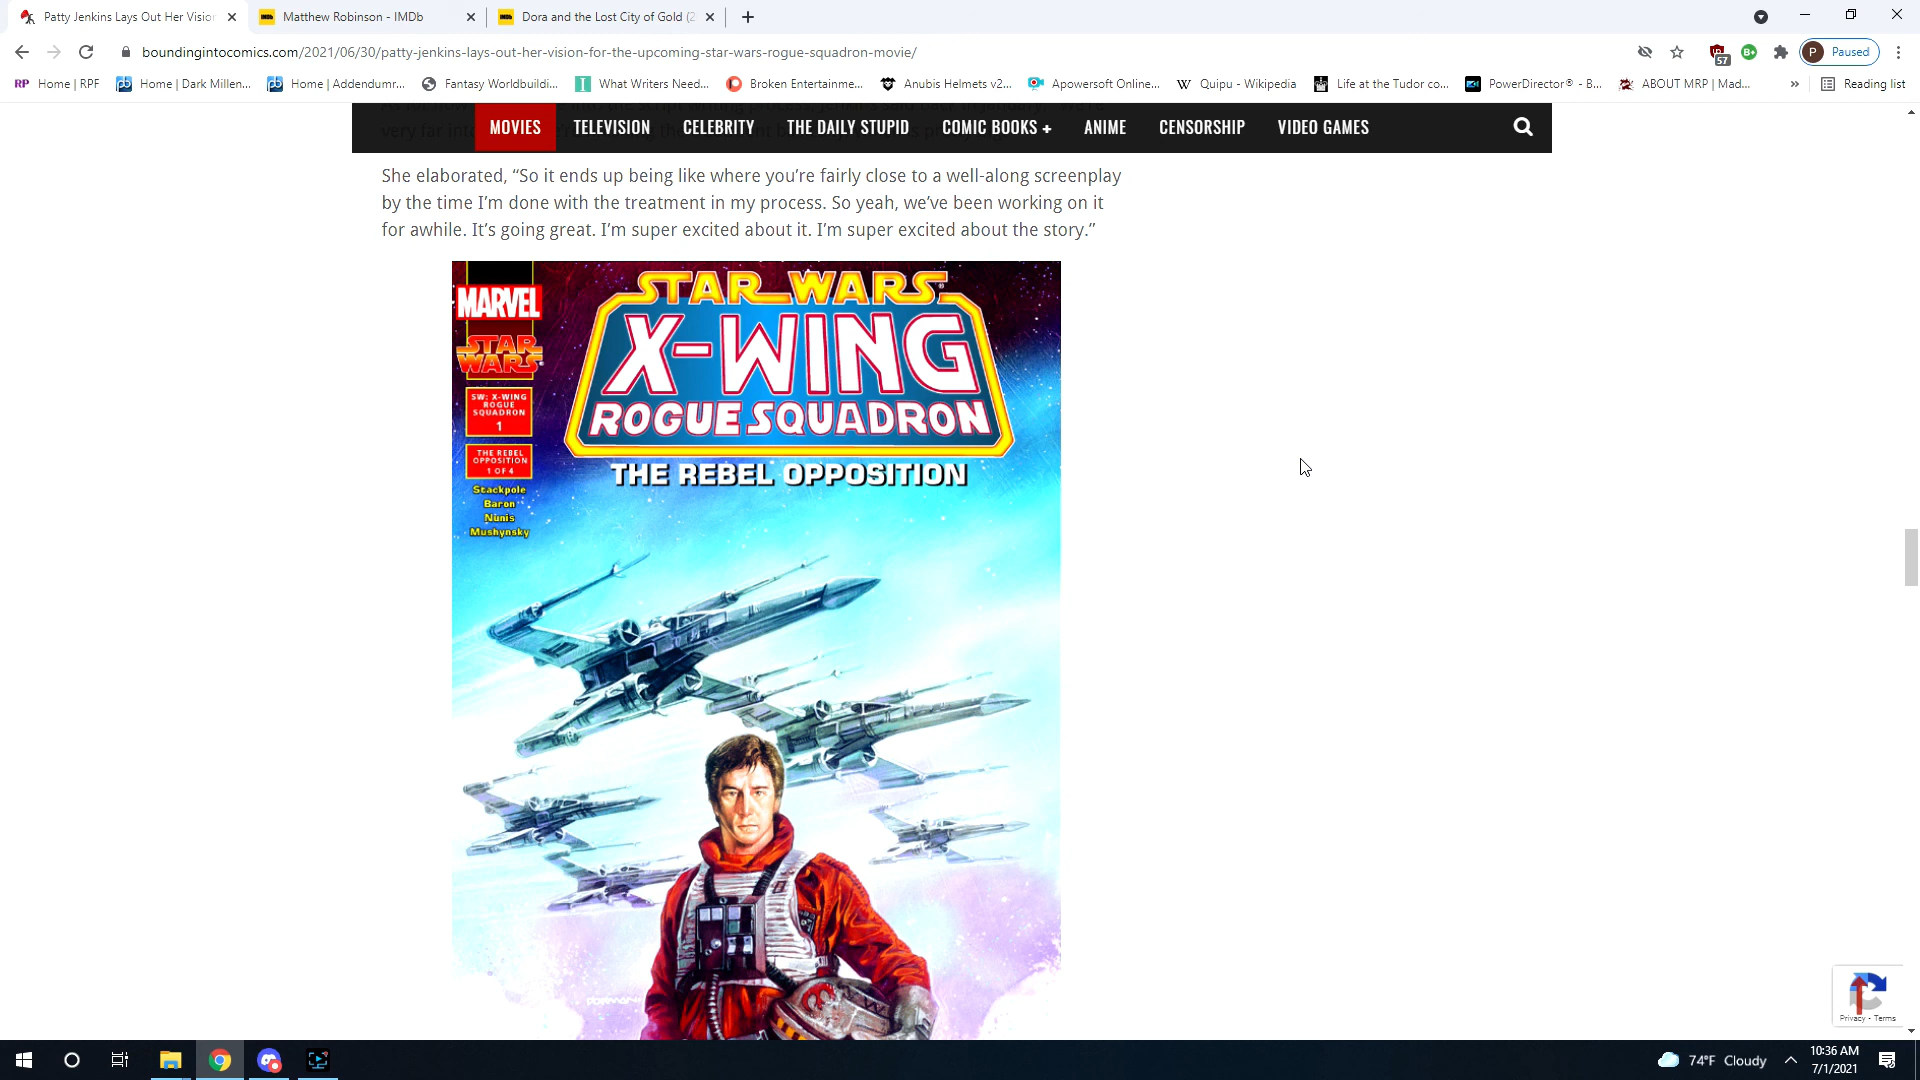 Patty Jenkins Lays Out Her Vision
Matthew Robinson - IMDb
Dora and the Lost City of Gold (2
boundingintocomics.com/2021/06/30/patty-jenkins-lays-out-her-vision-for-the-upcoming-star-wars-rogue-squadron-movie/
57
P Paused
RP Home | RPF
Home | Dark Millen...
Home | Addendumr...
Fantasy Worldbuildi...
What Writers Need...
Broken Entertainme...
Anubis Helmets v2...
Apowersoft Online...
W Quipu - Wikipedia
Life at the Tudor co...
PowerDirector® - B...
ABOUT MRP | Mad...
»
Reading list
MOVIES TELEVISION CELEBRITY THE DAILY STUPID COMIC BOOKS + ANIME CENSORSHIP VIDEO GAMES
She elaborated, “So it ends up being like where you’re fairly close to a well-along screenplay
by the time I’m done with the treatment in my process. So yeah, we’ve been working on it
for awhile. It’s going great. I’m super excited about it. I’m super excited about the story.”
MARVEL
STAR
WARS
SW: X-WING
ROGUE
SQUADRON
1
THE REBEL
OPPOSITION
1 OF 4
Stackpole
Baron
Nunis
Mushynsky
STAR WARS
X-WING
ROGUE SQUADRON
THE REBEL OPPOSITION
Privacy - Terms
74°F Cloudy
10:36 AM
7/1/2021